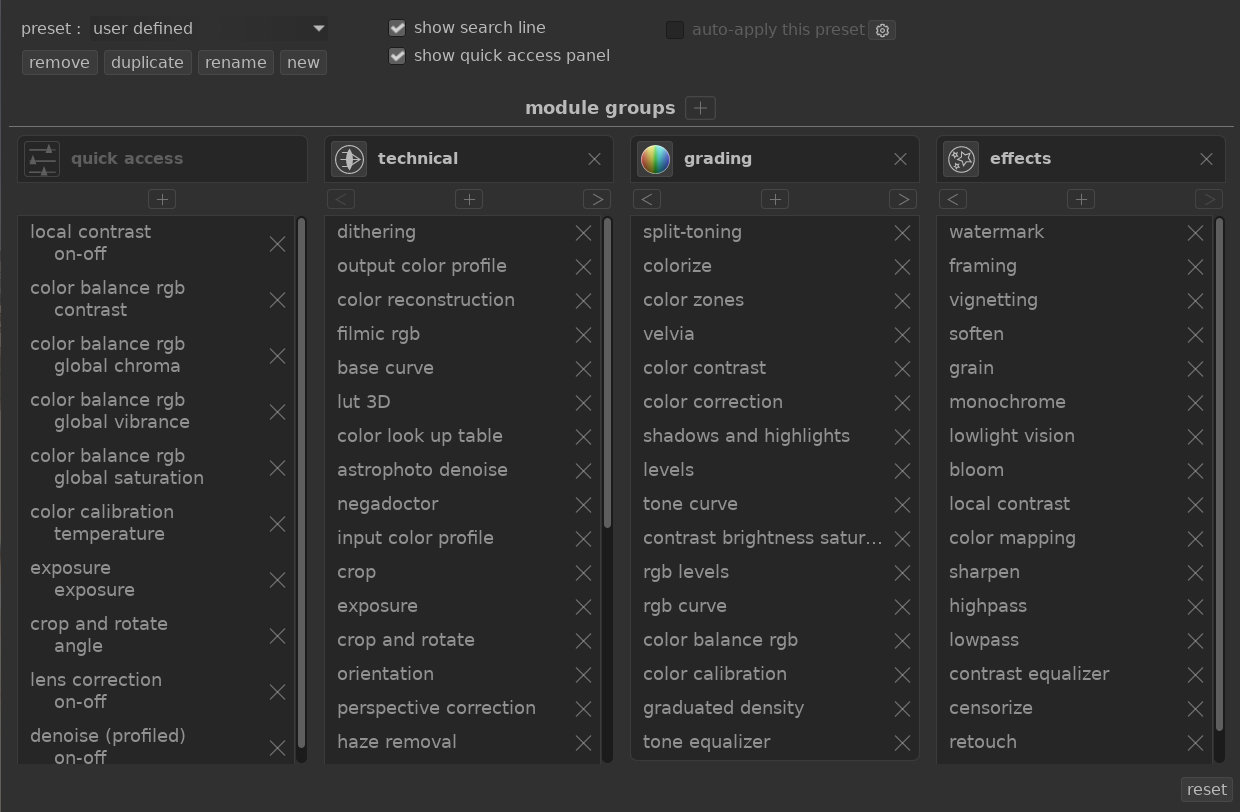 preset : user defined
show search line
auto-apply this preset
remove duplicate rename new
show quick access panel
module groups +
quick access
+
local contrast
on-off
color balance rgb
contrast
color balance rgb
global chroma
color balance rgb
global vibrance
color balance rgb
global saturation
color calibration
temperature
exposure
exposure
crop and rotate
angle
lens correction
on-off
denoise (profiled)
on-off
technical
< + >
dithering
output color profile
color reconstruction
filmic rgb
base curve
lut 3D
color look up table
astrophoto denoise
negadoctor
input color profile
crop
exposure
crop and rotate
orientation
perspective correction
haze removal
grading
< + >
split-toning
colorize
color zones
velvia
color contrast
color correction
shadows and highlights
levels
tone curve
contrast brightness satur...
rgb levels
rgb curve
color balance rgb
color calibration
graduated density
tone equalizer
effects
< + >
watermark
framing
vignetting
soften
grain
monochrome
lowlight vision
bloom
local contrast
color mapping
sharpen
highpass
lowpass
contrast equalizer
censorize
retouch
reset